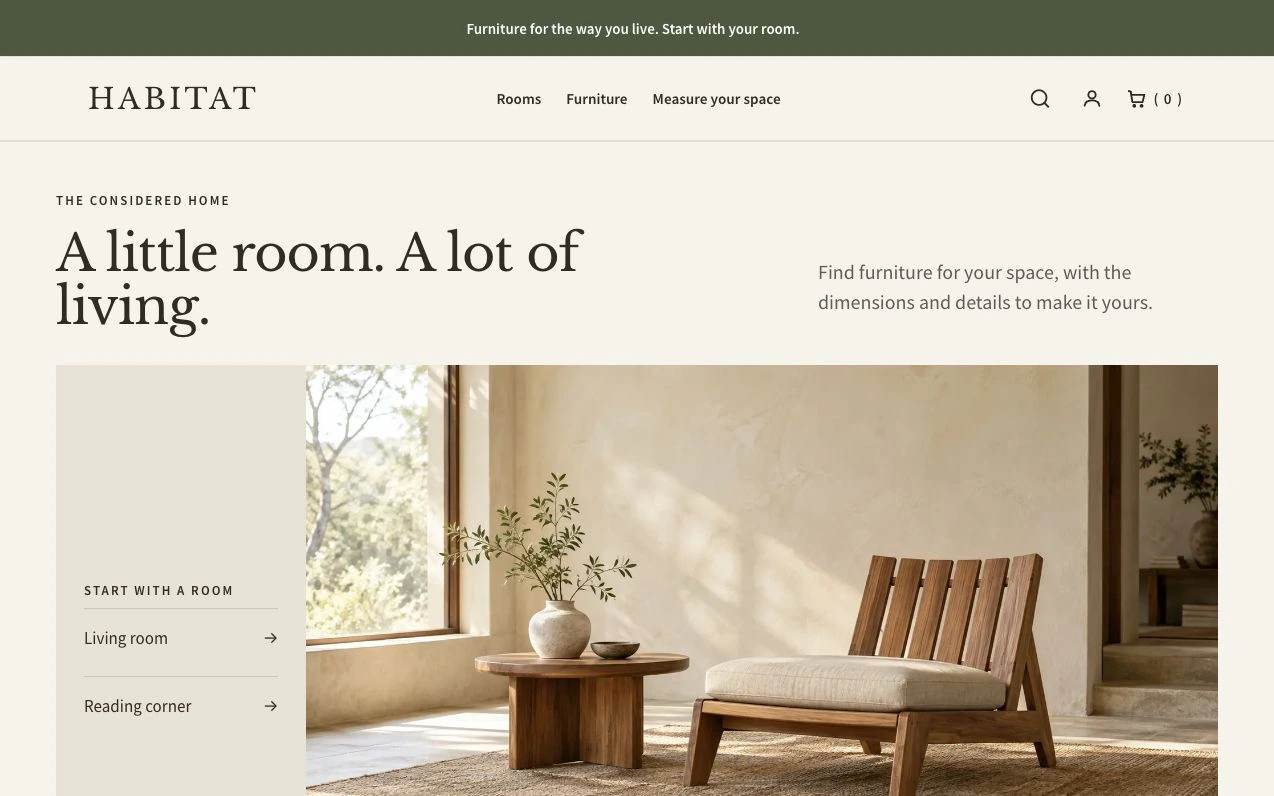 Furniture for the way you live. Start with your room.
HABITAT
Rooms
Furniture
Measure your space
( 0 )
THE CONSIDERED HOME
A little room. A lot of
living.
Find furniture for your space, with the
dimensions and details to make it yours.
START WITH A ROOM
Living room
Reading corner